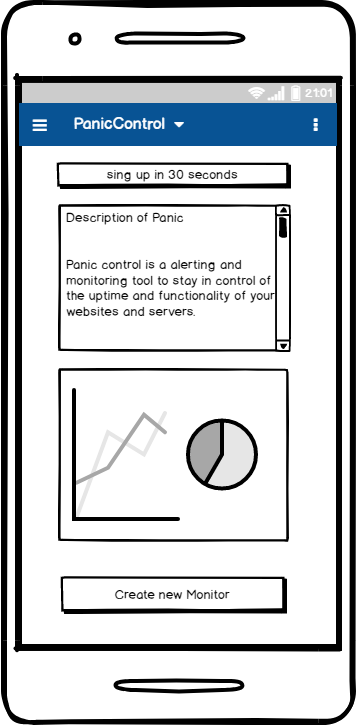 21:01
PanicControl
sing up in 30 seconds
Description of Panic
Panic control is a alerting and
monitoring tool to stay in control of
the uptime and functionality of your
websites and servers.
Create new Monitor